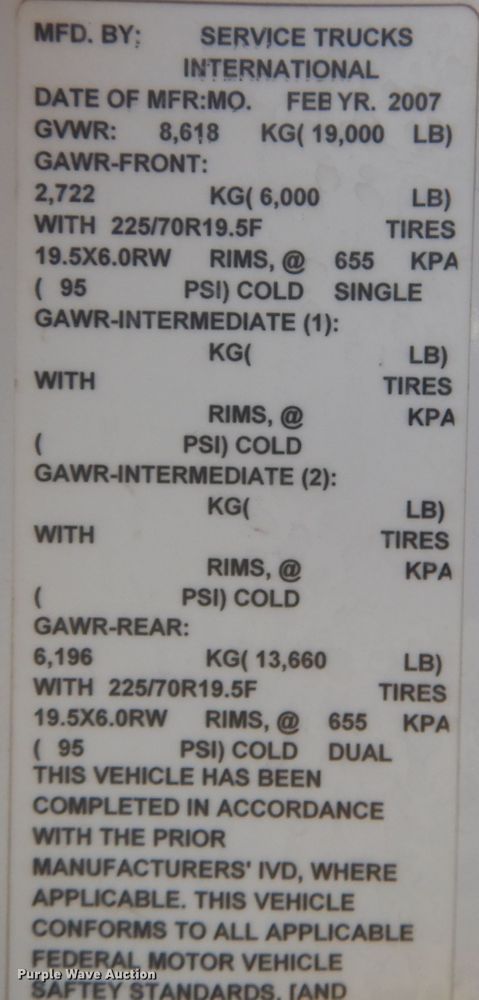 MFD. BY: SERVICE TRUCKS
INTERNATIONAL
DATE OF MFR:MO. FEB YR. 2007
GVWR: 8,618 KG( 19,000 LB)
GAWR-FRONT:
2,722 KG( 6,000 LB)
WITH 225/70R19.5F TIRES
19.5X6.0RW RIMS, @ 655 KPA
( 95 PSI) COLD SINGLE
GAWR-INTERMEDIATE (1):
KG( LB)
WITH TIRES
RIMS, @ KPA
( PSI) COLD
GAWR-INTERMEDIATE (2):
KG( LB)
WITH TIRES
RIMS, @ KPA
( PSI) COLD
GAWR-REAR:
6,196 KG( 13,660 LB)
WITH 225/70R19.5F TIRES
19.5X6.0RW RIMS, @ 655 KPA
( 95 PSI) COLD DUAL
THIS VEHICLE HAS BEEN
COMPLETED IN ACCORDANCE
WITH THE PRIOR
MANUFACTURERS' IVD, WHERE
APPLICABLE. THIS VEHICLE
CONFORMS TO ALL APPLICABLE
FEDERAL MOTOR VEHICLE
Purple Wave Auction
SAFTEY STANDARDS, [AND